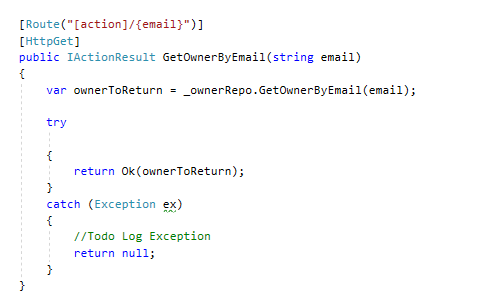 [Route("[action]/{email}")]
[HttpGet]
public IActionResult GetOwnerByEmail(string email)
{
var ownerToReturn = _ownerRepo.GetOwnerByEmail(email);
try
{
return Ok(ownerToReturn);
}
catch (Exception ex)
{
//Todo Log Exception
return null;
}
}